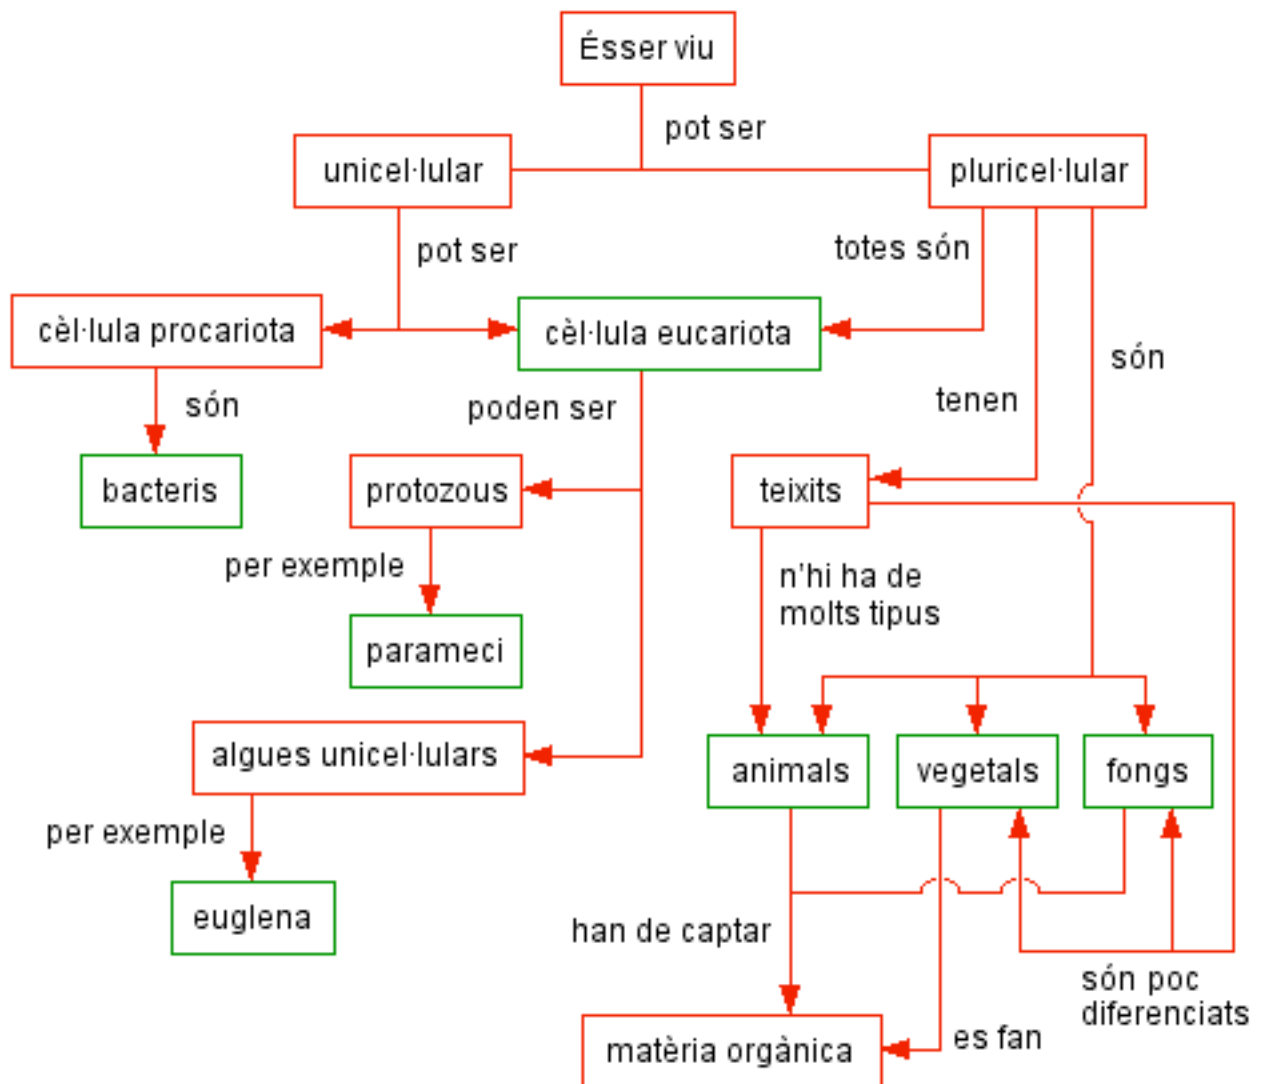 Ésser viu
pot ser
unicel·lular
pluricel·lular
pot ser
totes són
cèl·lula procariota
cèl·lula eucariota
són
són
poden ser
tenen
bacteris
protozous
teixits
per exemple
n'hi ha de
molts tipus
parameci
algues unicel·lulars
animals
vegetals
fongs
per exemple
euglena
han de captar
són poc
diferenciats
es fan
matèria orgànica